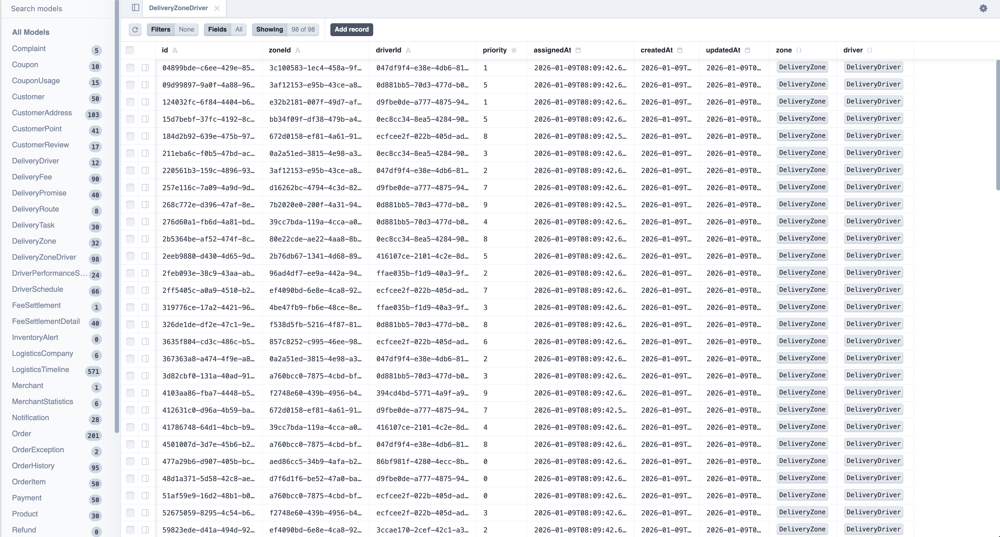 Search models
DeliveryZoneDriver
Filters None Fields All Showing 98 of 98 Add record
All Models
Complaint 5
Coupon 10
CouponUsage 15
Customer 50
CustomerAddress 103
CustomerPoint 41
CustomerReview 17
DeliveryDriver 12
DeliveryFee 90
DeliveryPromise 40
DeliveryRoute 8
DeliveryTask 30
DeliveryZone 32
DeliveryZoneDriver 98
DriverPerformanceS... 24
DriverSchedule 66
FeeSettlement 1
FeeSettlementDetail 40
InventoryAlert 0
LogisticsCompany 6
LogisticsTimeline 571
Merchant 1
MerchantStatistics 6
Notification 28
Order 201
OrderException 2
OrderHistory 95
OrderItem 50
Payment 50
Product 30
Refund 0
id A zoneId A driverId A priority # assignedAt createdAt updatedAt zone {} driver {}
04899bde-c6ee-429e-85… 3c100583-1ec4-458a-9f… 047df9f4-e38e-4db6-81… 1 2026-01-09T08:09:42.6… 2026-01-09T… 2026-01-09T0… DeliveryZone DeliveryDriver
09d99897-9a0f-4a88-96… 3af12153-e95b-43ce-a8… 0d881bb5-70d3-477d-b0… 5 2026-01-09T08:09:42.6… 2026-01-09T… 2026-01-09T0… DeliveryZone DeliveryDriver
124032fc-6f84-4404-b6… e32b2181-007f-49d7-af… d9fbe0de-a777-4875-94… 1 2026-01-09T08:09:42.6… 2026-01-09T… 2026-01-09T0… DeliveryZone DeliveryDriver
15d7bebf-37fc-4192-8c… bb34f09f-df38-479b-a4… 0ec8cc34-8ea5-4284-90… 5 2026-01-09T08:09:42.6… 2026-01-09T… 2026-01-09T0… DeliveryZone DeliveryDriver
184d2b92-639e-475b-97… 672d0158-ef81-4a61-91… ecfcee2f-022b-405d-ad… 8 2026-01-09T08:09:42.5… 2026-01-09T… 2026-01-09T0… DeliveryZone DeliveryDriver
211eba6c-f0b5-47bd-ac… 0a2a51ed-3815-4e98-a3… 0ec8cc34-8ea5-4284-90… 3 2026-01-09T08:09:42.6… 2026-01-09T… 2026-01-09T0… DeliveryZone DeliveryDriver
220561b3-159c-4896-93… 3af12153-e95b-43ce-a8… 047df9f4-e38e-4db6-81… 2 2026-01-09T08:09:42.6… 2026-01-09T… 2026-01-09T0… DeliveryZone DeliveryDriver
257e116c-7a09-4a9d-9d… d16262bc-4794-4c3d-82… d9fbe0de-a777-4875-94… 7 2026-01-09T08:09:42.6… 2026-01-09T… 2026-01-09T0… DeliveryZone DeliveryDriver
268c772e-d396-47af-8e… 7b2020e0-200f-4a31-94… 0d881bb5-70d3-477d-b0… 9 2026-01-09T08:09:42.5… 2026-01-09T… 2026-01-09T0… DeliveryZone DeliveryDriver
276d60a1-fb6d-4a81-bd… 39cc7bda-119a-4cca-a0… 0d881bb5-70d3-477d-b0… 4 2026-01-09T08:09:42.6… 2026-01-09T… 2026-01-09T0… DeliveryZone DeliveryDriver
2b5364be-af52-474f-8c… 80e22cde-ae22-4aa8-8b… 0ec8cc34-8ea5-4284-90… 8 2026-01-09T08:09:42.6… 2026-01-09T… 2026-01-09T0… DeliveryZone DeliveryDriver
2eeb9880-d430-4d65-9d… 2b76db67-1341-4d68-89… 416107ce-2101-4c2e-8d… 5 2026-01-09T08:09:42.6… 2026-01-09T… 2026-01-09T0… DeliveryZone DeliveryDriver
2feb093e-38c9-43aa-ab… 96ad4df7-ee9a-442a-94… ffae035b-f1d9-40a3-9f… 2 2026-01-09T08:09:42.6… 2026-01-09T… 2026-01-09T0… DeliveryZone DeliveryDriver
2ff5405c-a0a9-4510-b2… ef4090bd-6e8e-4ca8-92… ecfcee2f-022b-405d-ad… 7 2026-01-09T08:09:42.6… 2026-01-09T… 2026-01-09T0… DeliveryZone DeliveryDriver
319776ce-17a2-4421-96… 4be47fb9-fb6e-48ce-8e… ffae035b-f1d9-40a3-9f… 3 2026-01-09T08:09:42.6… 2026-01-09T… 2026-01-09T0… DeliveryZone DeliveryDriver
326de1de-df2e-47c1-9e… f538d5fb-5216-4f87-81… 0d881bb5-70d3-477d-b0… 8 2026-01-09T08:09:42.6… 2026-01-09T… 2026-01-09T0… DeliveryZone DeliveryDriver
3635f804-cd3c-486c-b5… 857c8252-c995-46ee-98… ecfcee2f-022b-405d-ad… 6 2026-01-09T08:09:42.6… 2026-01-09T… 2026-01-09T0… DeliveryZone DeliveryDriver
367363a8-a474-4f9e-a8… 0a2a51ed-3815-4e98-a3… 047df9f4-e38e-4db6-81… 2 2026-01-09T08:09:42.6… 2026-01-09T… 2026-01-09T0… DeliveryZone DeliveryDriver
3d82cbf0-131a-40ad-91… a760bcc0-7875-4cbd-bf… 0d881bb5-70d3-477d-b0… 3 2026-01-09T08:09:42.6… 2026-01-09T… 2026-01-09T0… DeliveryZone DeliveryDriver
4103aa86-fba7-4448-b5… f2748e60-439b-4956-b4… 394cd4bd-5771-4a9f-a9… 9 2026-01-09T08:09:42.6… 2026-01-09T… 2026-01-09T0… DeliveryZone DeliveryDriver
412631c0-d96a-4b59-ba… 672d0158-ef81-4a61-91… d9fbe0de-a777-4875-94… 7 2026-01-09T08:09:42.5… 2026-01-09T… 2026-01-09T0… DeliveryZone DeliveryDriver
41786748-64d1-4bcb-b9… 39cc7bda-119a-4cca-a0… 416107ce-2101-4c2e-8d… 4 2026-01-09T08:09:42.6… 2026-01-09T… 2026-01-09T0… DeliveryZone DeliveryDriver
4501007d-3d7e-45b6-b2… a760bcc0-7875-4cbd-bf… 047df9f4-e38e-4db6-81… 8 2026-01-09T08:09:42.6… 2026-01-09T… 2026-01-09T0… DeliveryZone DeliveryDriver
477a29b6-d907-405b-bc… aed86cc5-34b9-4afa-b2… 86bf981f-4280-4ecc-8b… 0 2026-01-09T08:09:42.6… 2026-01-09T… 2026-01-09T0… DeliveryZone DeliveryDriver
48d1a371-5d58-42c8-ae… d7f6d1f6-be52-47a0-ba… d9fbe0de-a777-4875-94… 0 2026-01-09T08:09:42.6… 2026-01-09T… 2026-01-09T0… DeliveryZone DeliveryDriver
51af59e9-16d2-48b1-b0… a760bcc0-7875-4cbd-bf… ecfcee2f-022b-405d-ad… 0 2026-01-09T08:09:42.6… 2026-01-09T… 2026-01-09T0… DeliveryZone DeliveryDriver
52675059-8295-4c54-b6… f2748e60-439b-4956-b4… ecfcee2f-022b-405d-ad… 3 2026-01-09T08:09:42.6… 2026-01-09T… 2026-01-09T0… DeliveryZone DeliveryDriver
59823ede-d41a-494d-92… ef4090bd-6e8e-4ca8-92… 3ccae170-2cef-42c1-a3… 2 2026-01-09T08:09:42.6… 2026-01-09T… 2026-01-09T0… DeliveryZone DeliveryDriver